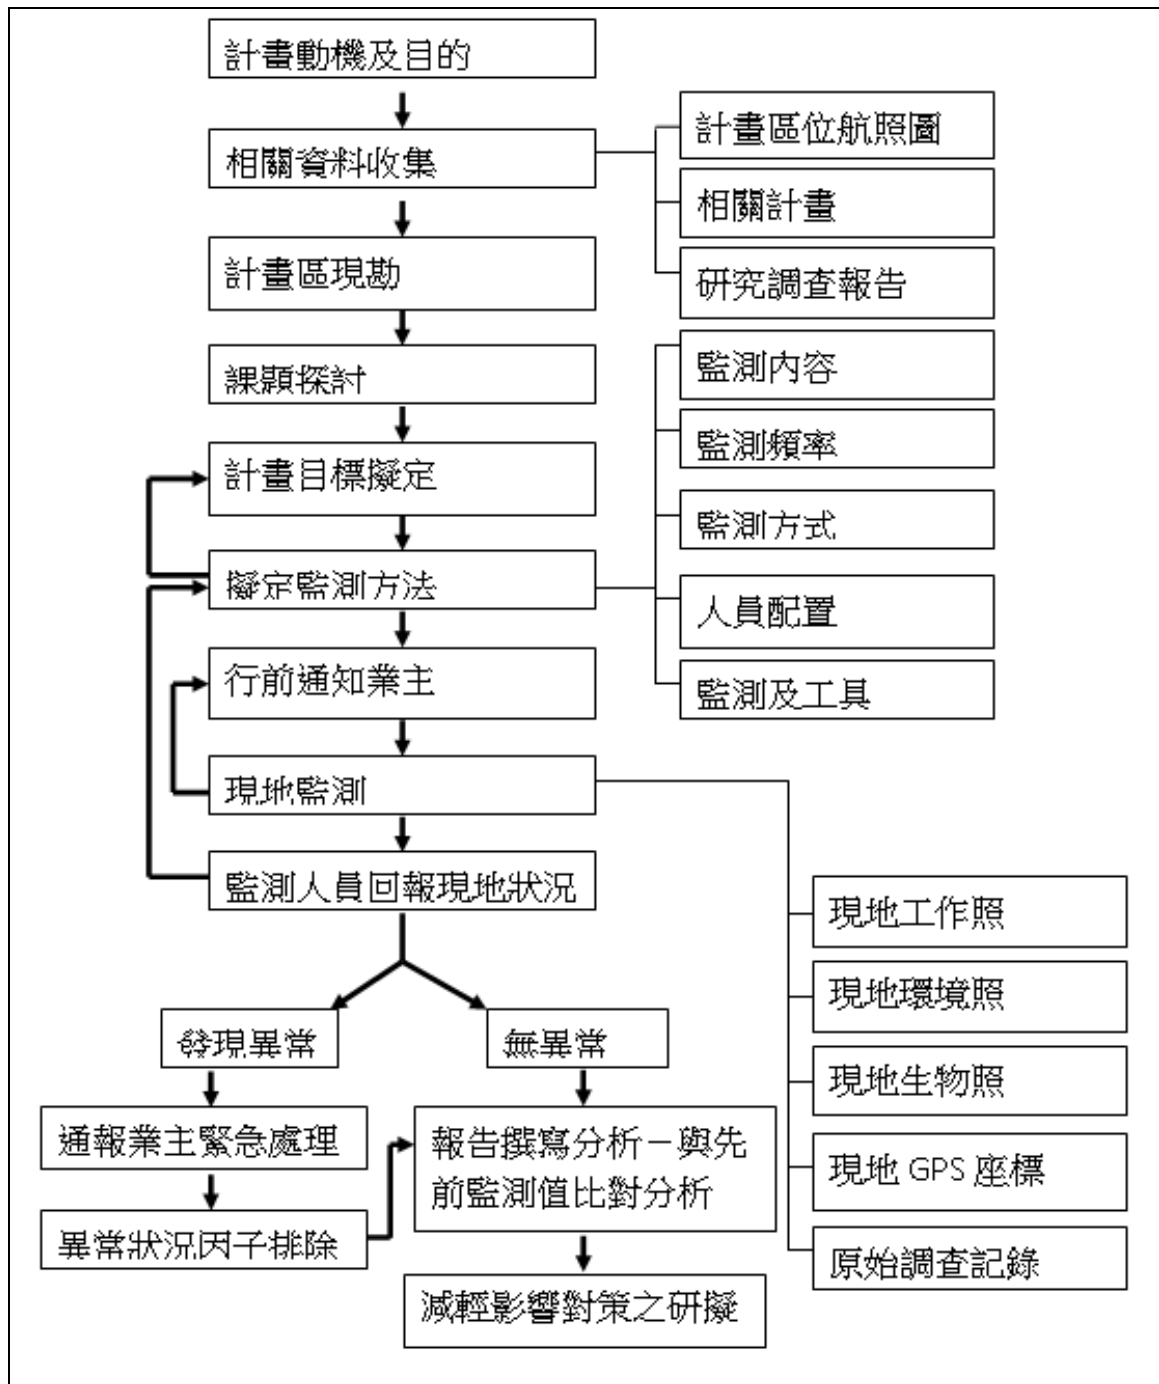 計畫動機及目的
相關資料收集
計畫區位航照圖
相關計畫
研究調查報告
計畫區現勘
課題探討
計畫目標擬定
擬定監測方法
監測內容
監測頻率
監測方式
人員配置
監測及工具
行前通知業主
現地監測
現地工作照
現地環境照
現地生物照
現地 GPS 座標
原始調查記錄
監測人員回報現地狀況
發現異常
無異常
通報業主緊急處理
異常狀況因子排除
報告撰寫分析－與先
前監測值比對分析
減輕影響對策之研擬